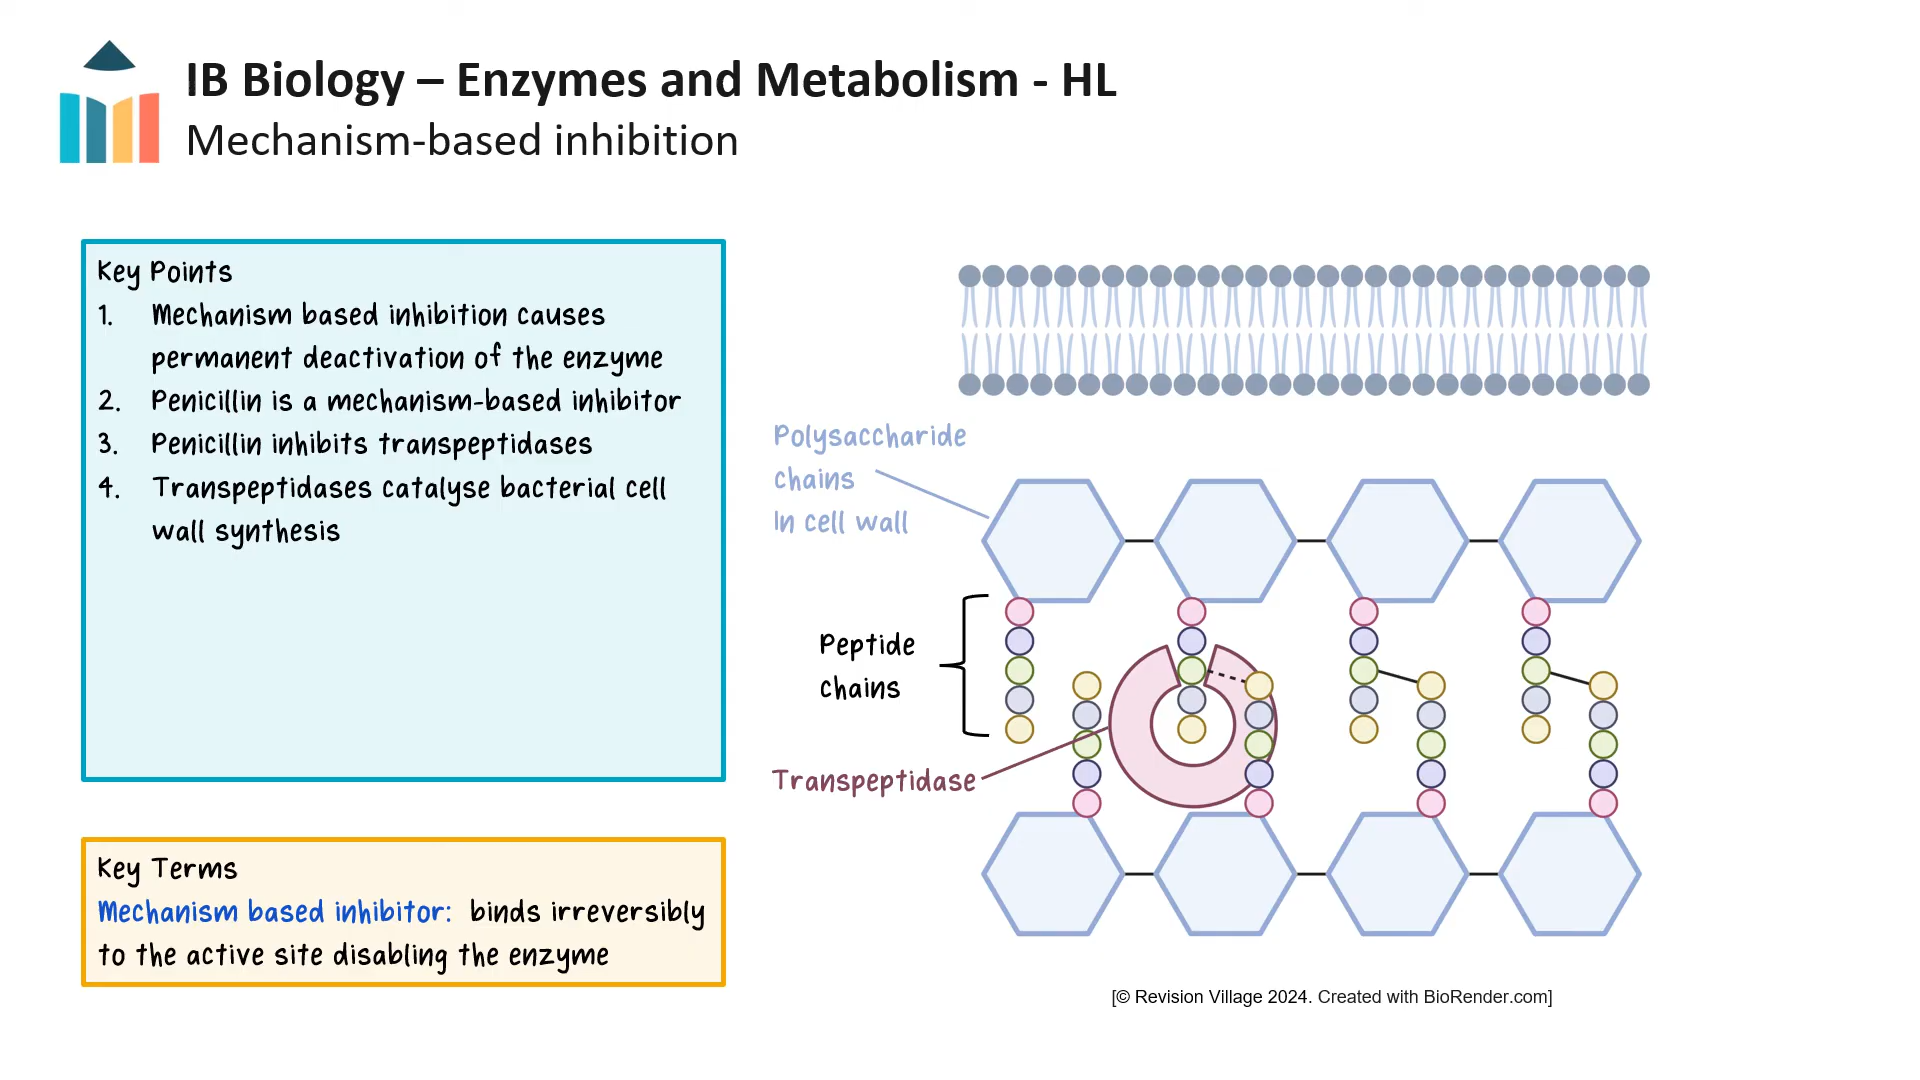 IB Biology – Enzymes and Metabolism - HL
Mechanism-based inhibition
Key Points
1. Mechanism based inhibition causes
permanent deactivation of the enzyme
2. Penicillin is a mechanism-based inhibitor
3. Penicillin inhibits transpeptidases
4. Transpeptidases catalyse bacterial cell
wall synthesis
Key Terms
Mechanism based inhibitor: binds irreversibly
to the active site disabling the enzyme
Polysaccharide
chains
In cell wall
Peptide
chains
Transpeptidase
[© Revision Village 2024. Created with BioRender.com]